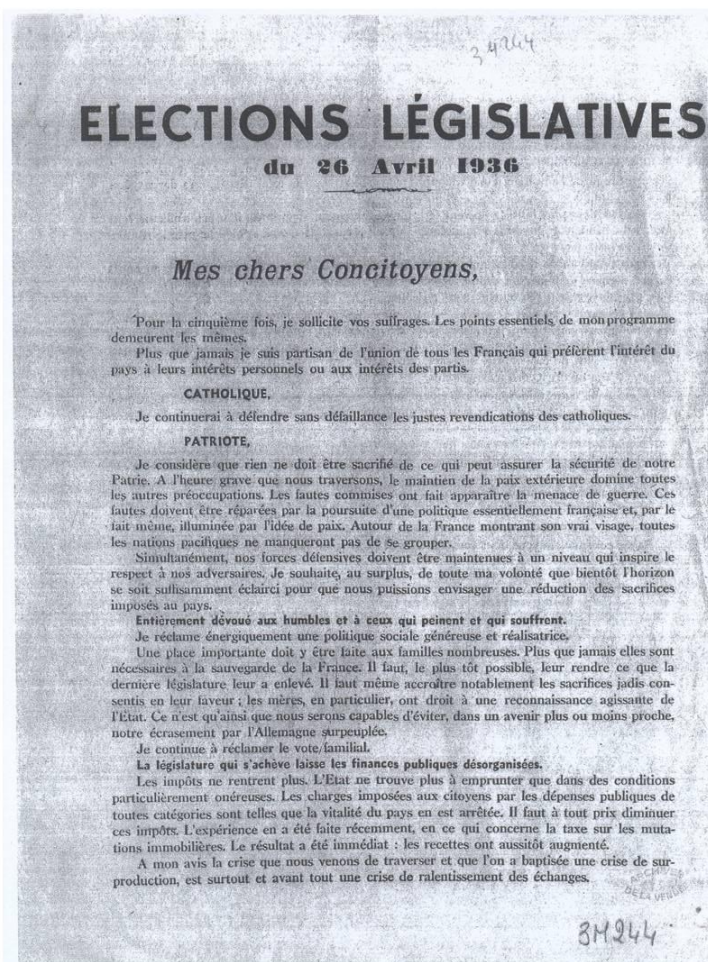 3M244
ELECTIONS LÉGISLATIVES
du 26 Avril 1936
Mes chers Concitoyens,
Pour la cinquième fois, je sollicite vos suffrages. Les points essentiels de mon programme
demeurent les mêmes.
Plus que jamais je suis partisan de l'union de tous les Français qui préfèrent l'intérêt du
pays à leurs intérêts personnels ou aux intérêts des partis.
CATHOLIQUE,
Je continuerai à défendre sans défaillance les justes revendications des catholiques.
PATRIOTE,
Je considère que rien ne doit être sacrifié de ce qui peut assurer la sécurité de notre
Patrie. A l'heure grave que nous traversons, le maintien de la paix extérieure domine toutes
les autres préoccupations. Les fautes commises ont fait apparaître la menace de guerre. Ces
fautes doivent être réparées par la poursuite d'une politique essentiellement française et, par le
fait même, illuminée par l'idée de paix. Autour de la France montrant son vrai visage, toutes
les nations pacifiques ne manqueront pas de se grouper.
Simultanément, nos forces défensives doivent être maintenues à un niveau qui inspire le
respect à nos adversaires. Je souhaite, au surplus, de toute ma volonté que bientôt l'horizon
se soit suffisamment éclairci pour que nous puissions envisager une réduction des sacrifices
imposés au pays.
Entièrement dévoué aux humbles et à ceux qui peinent et qui souffrent.
Je réclame énergiquement une politique sociale généreuse et réalisatrice.
Une place importante doit y être faite aux familles nombreuses. Plus que jamais elles sont
nécessaires à la sauvegarde de la France. Il faut, le plus tôt possible, leur rendre ce que la
dernière législature leur a enlevé. Il faut même accroître notablement les sacrifices jadis con-
sentis en leur faveur ; les mères, en particulier, ont droit à une reconnaissance agissante de
l'Etat. Ce n'est qu'ainsi que nous serons capables d'éviter, dans un avenir plus ou moins proche,
notre écrasement par l'Allemagne surpeuplée.
Je continue à réclamer le vote familial.
La législature qui s'achève laisse les finances publiques désorganisées.
Les impôts ne rentrent plus. L'Etat ne trouve plus à emprunter que dans des conditions
particulièrement onéreuses. Les charges imposées aux citoyens par les dépenses publiques de
toutes catégories sont telles que la vitalité du pays en est arrêtée. Il faut à tout prix diminuer
ces impôts. L'expérience en a été faite récemment, en ce qui concerne la taxe sur les muta-
tions immobilières. Le résultat a été immédiat : les recettes ont aussitôt augmenté.
A mon avis la crise que nous venons de traverser et que l'on a baptisée une crise de sur-
production, est surtout et avant tout une crise de ralentissement des échanges.
ARCHIVES
DE LA VENDÉE
3M244